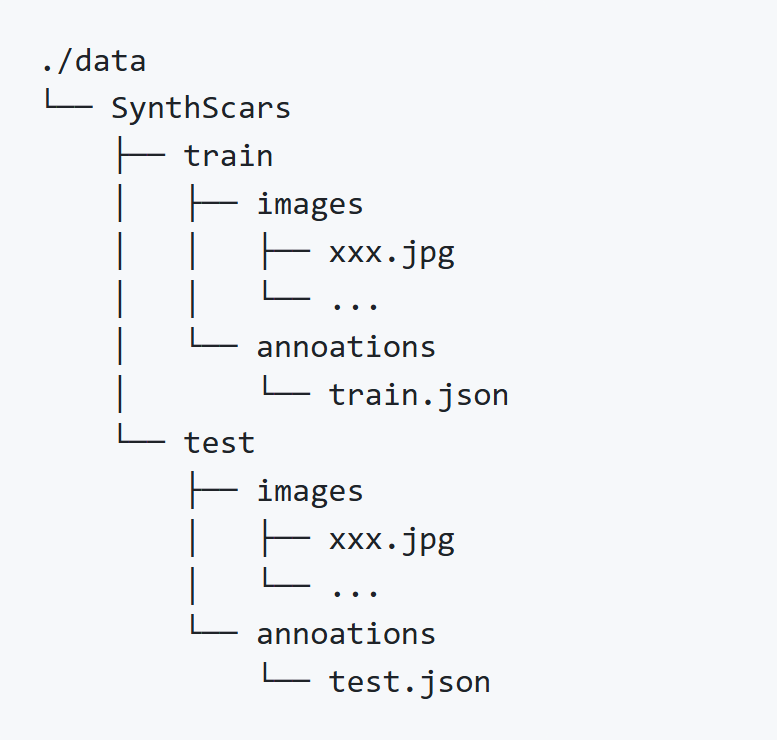 ./data
└── SynthScars
    ├── train
    │   ├── images
    │   │   ├── xxx.jpg
    │   │   └── ...
    │   └── annoations
    │       └── train.json
    └── test
        ├── images
        │   ├── xxx.jpg
        │   └── ...
        └── annoations
            └── test.json